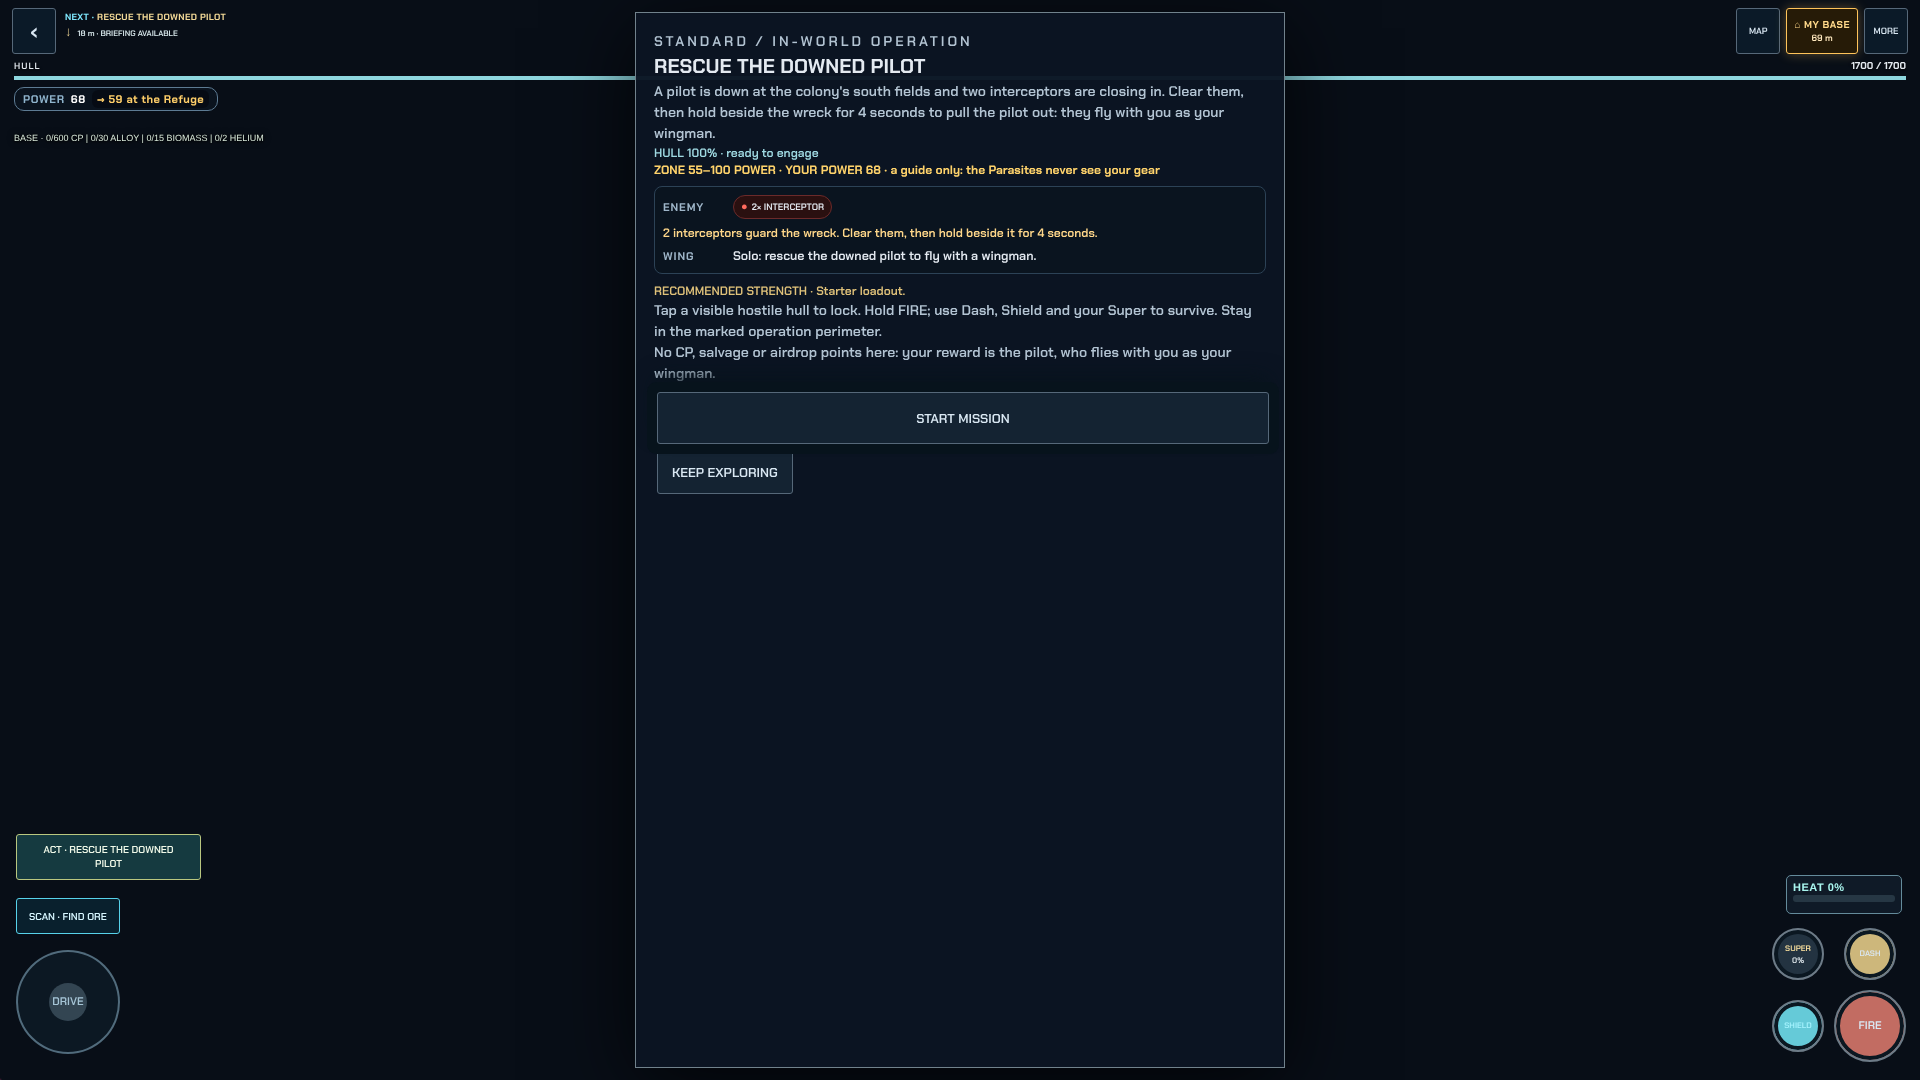 NEXT · RESCUE THE DOWNED PILOT
↓ 18 m · BRIEFING AVAILABLE
MAP
⌂ MY BASE
69 m
MORE
HULL
1700 / 1700
POWER 68 → 59 at the Refuge
BASE · 0/600 CP | 0/30 ALLOY | 0/15 BIOMASS | 0/2 HELIUM
STANDARD / IN-WORLD OPERATION
RESCUE THE DOWNED PILOT
A pilot is down at the colony's south fields and two interceptors are closing in. Clear them,
then hold beside the wreck for 4 seconds to pull the pilot out: they fly with you as your
wingman.
HULL 100% · ready to engage
ZONE 55–100 POWER · YOUR POWER 68 · a guide only: the Parasites never see your gear
ENEMY
2× INTERCEPTOR
2 interceptors guard the wreck. Clear them, then hold beside it for 4 seconds.
WING
Solo: rescue the downed pilot to fly with a wingman.
RECOMMENDED STRENGTH · Starter loadout.
Tap a visible hostile hull to lock. Hold FIRE; use Dash, Shield and your Super to survive. Stay
in the marked operation perimeter.
No CP, salvage or airdrop points here: your reward is the pilot, who flies with you as your
wingman.
START MISSION
KEEP EXPLORING
ACT · RESCUE THE DOWNED
PILOT
SCAN · FIND ORE
DRIVE
HEAT 0%
SUPER
0%
DASH
SHIELD
FIRE